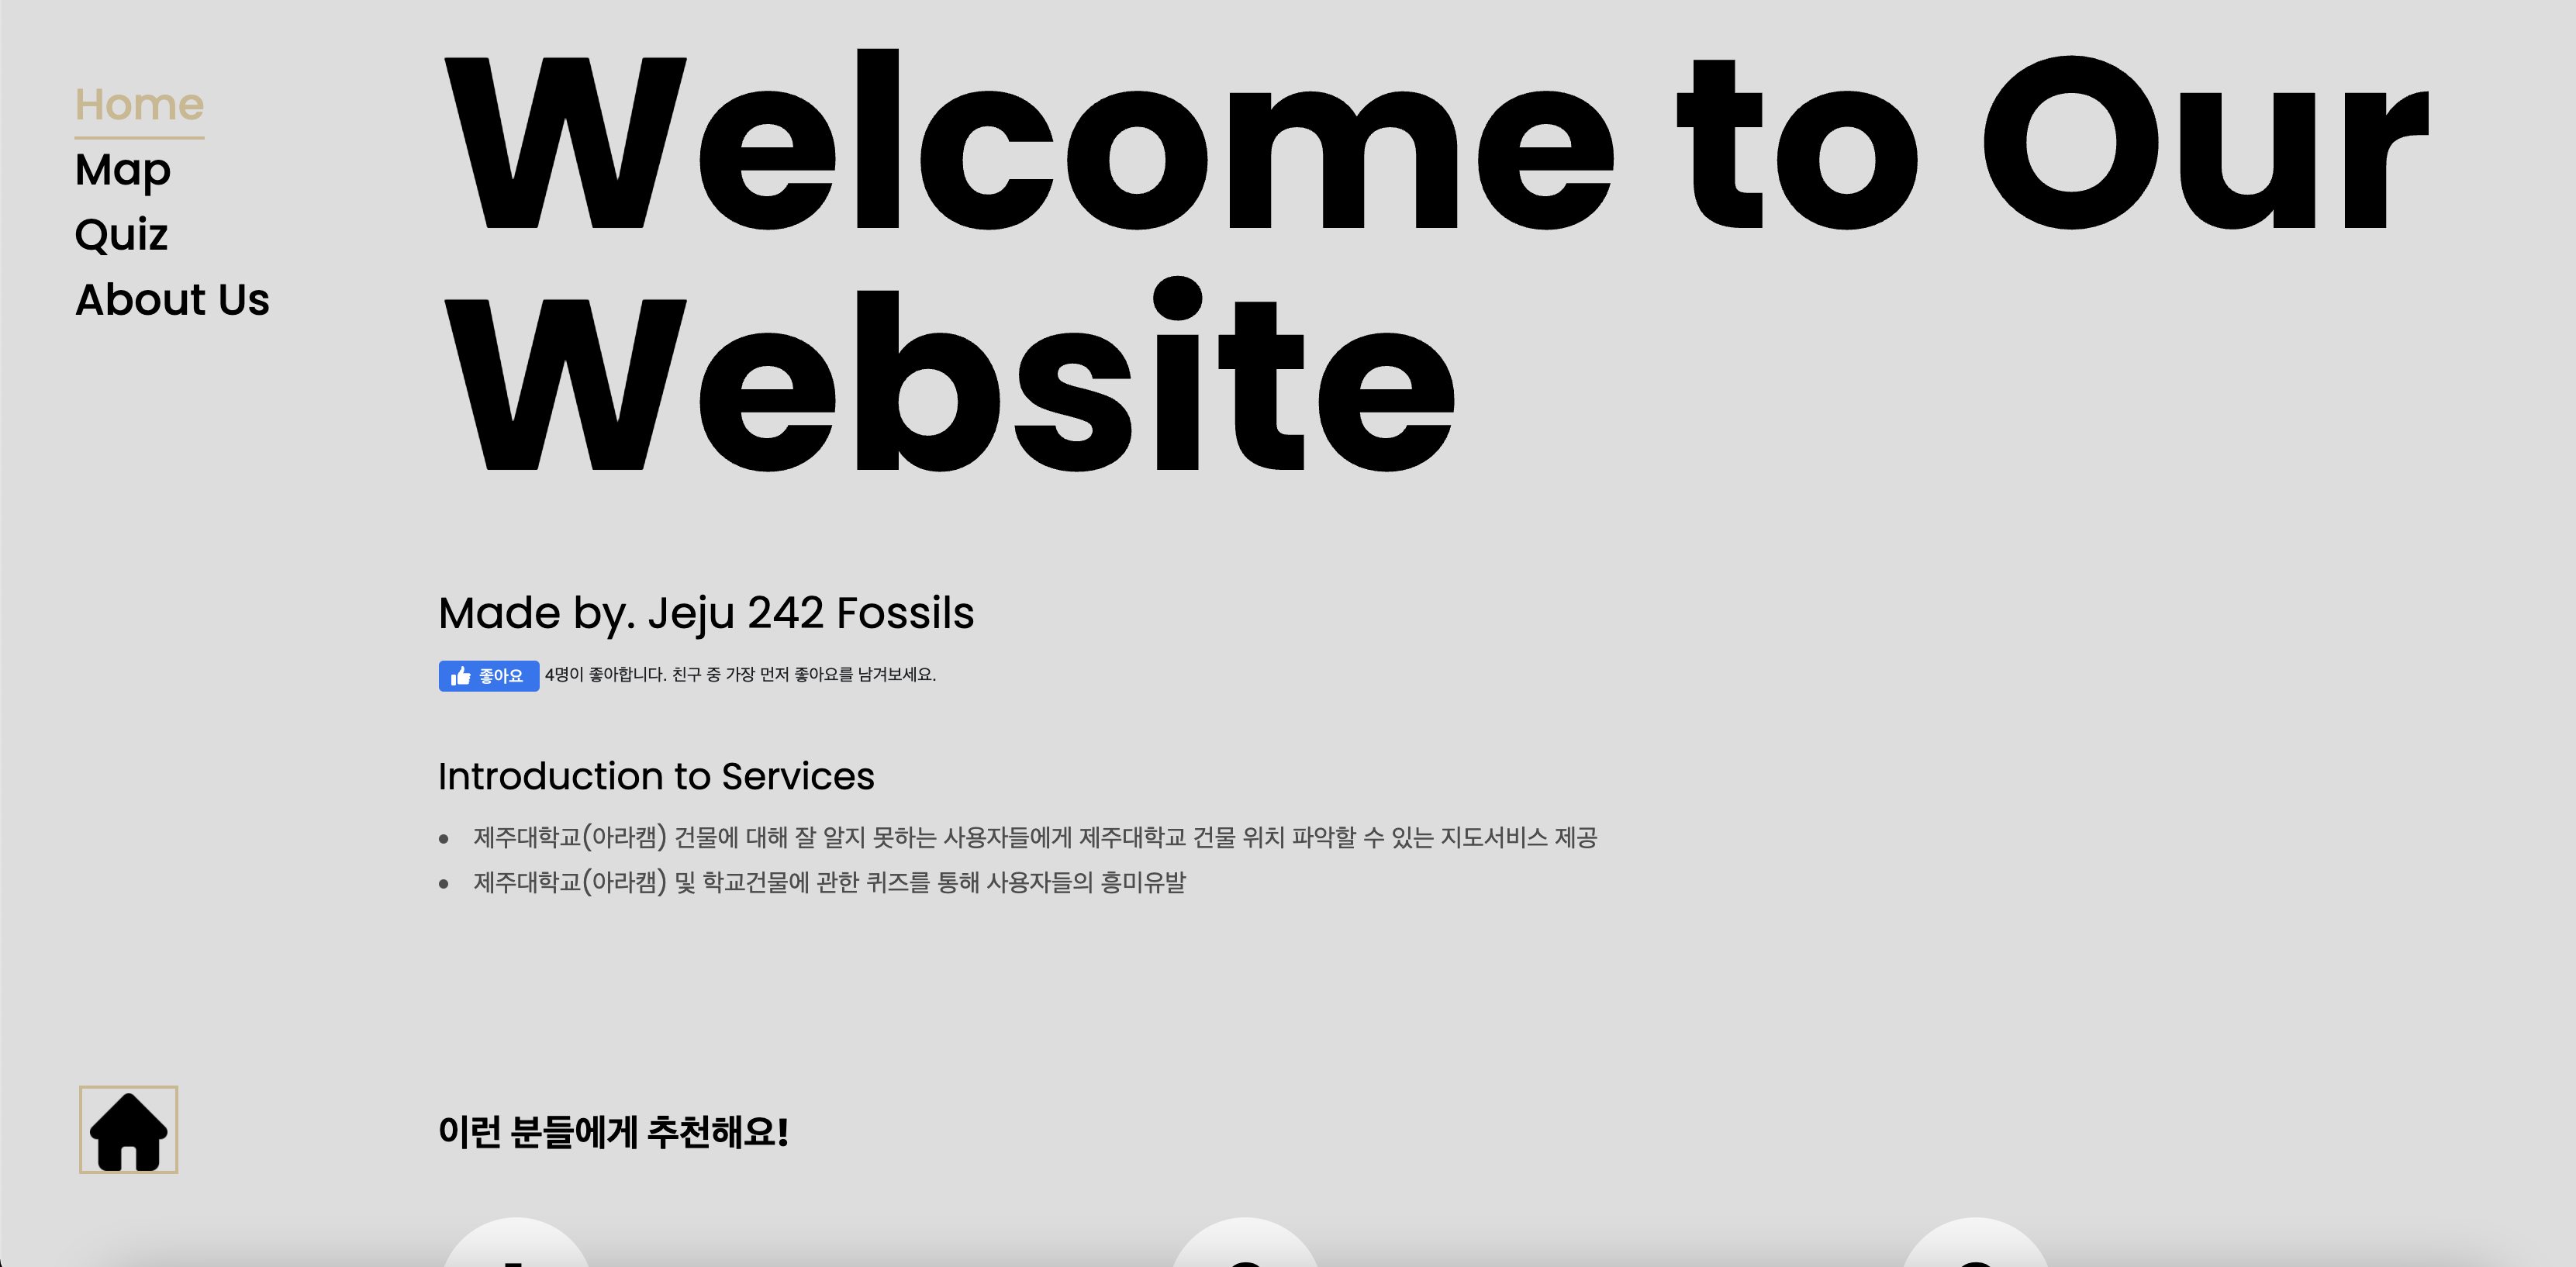 Home
Map
Quiz
About Us
Welcome to Our
Website
Made by. Jeju 242 Fossils
좋아요 4명이 좋아합니다. 친구 중 가장 먼저 좋아요를 남겨보세요.
Introduction to Services
• 제주대학교(아라캠) 건물에 대해 잘 알지 못하는 사용자들에게 제주대학교 건물 위치 파악할 수 있는 지도서비스 제공
• 제주대학교(아라캠) 및 학교건물에 관한 퀴즈를 통해 사용자들의 흥미유발
이런 분들에게 추천해요!